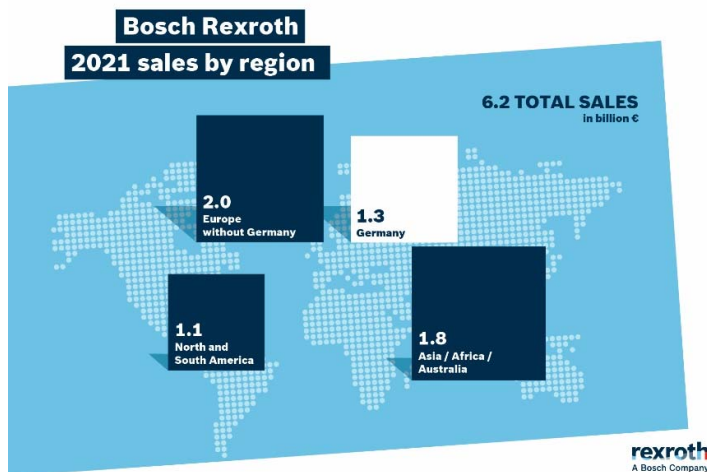 Bosch Rexroth
2021 sales by region
6.2 TOTAL SALES
in billion €
2.0
Europe
without Germany
1.3
Germany
1.1
North and
South America
1.8
Asia / Africa /
Australia
rexroth
A Bosch Company